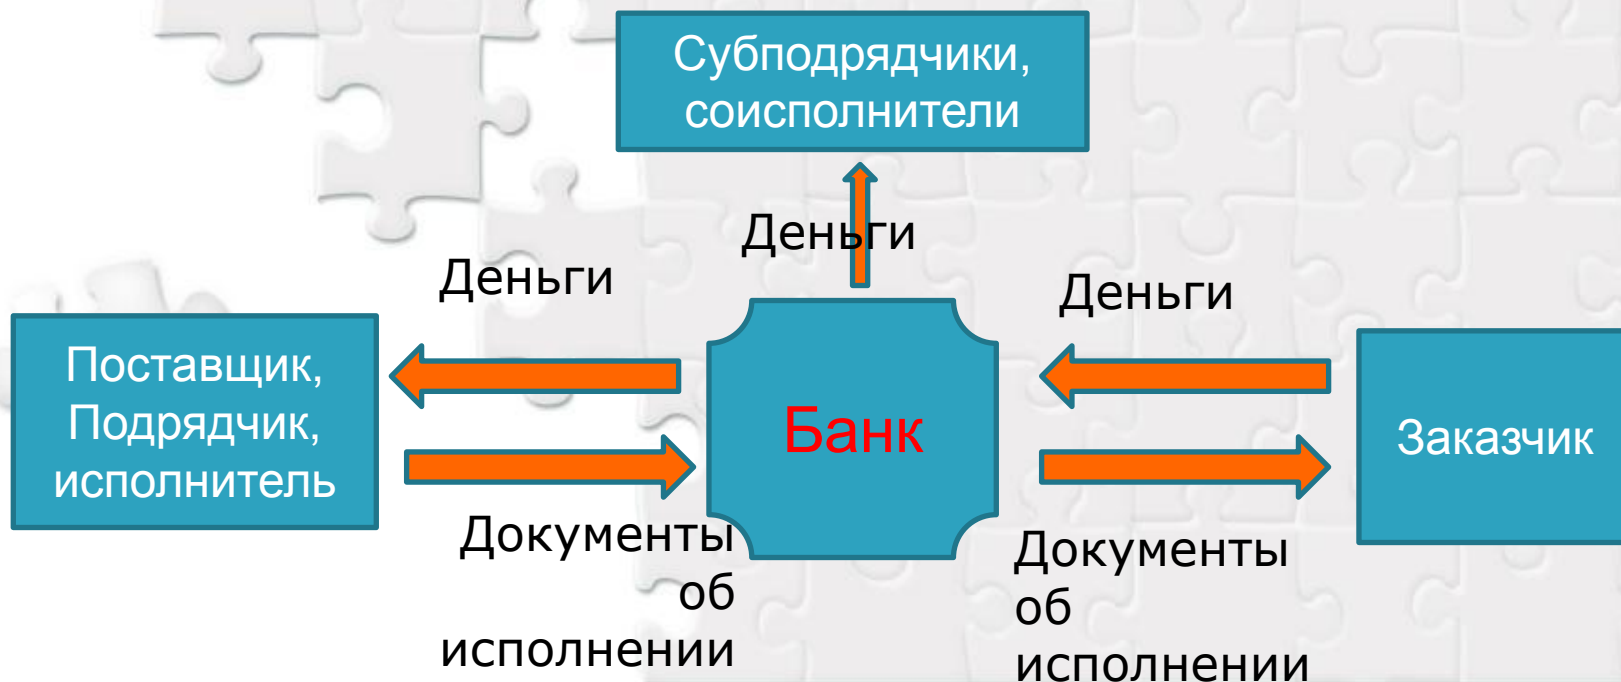 Субподрядчики,
соисполнители
Деньги
Деньги
Деньги
Поставщик,
Подрядчик,
исполнитель
Банк
Заказчик
Документы
об
исполнении
Документы
об
исполнении